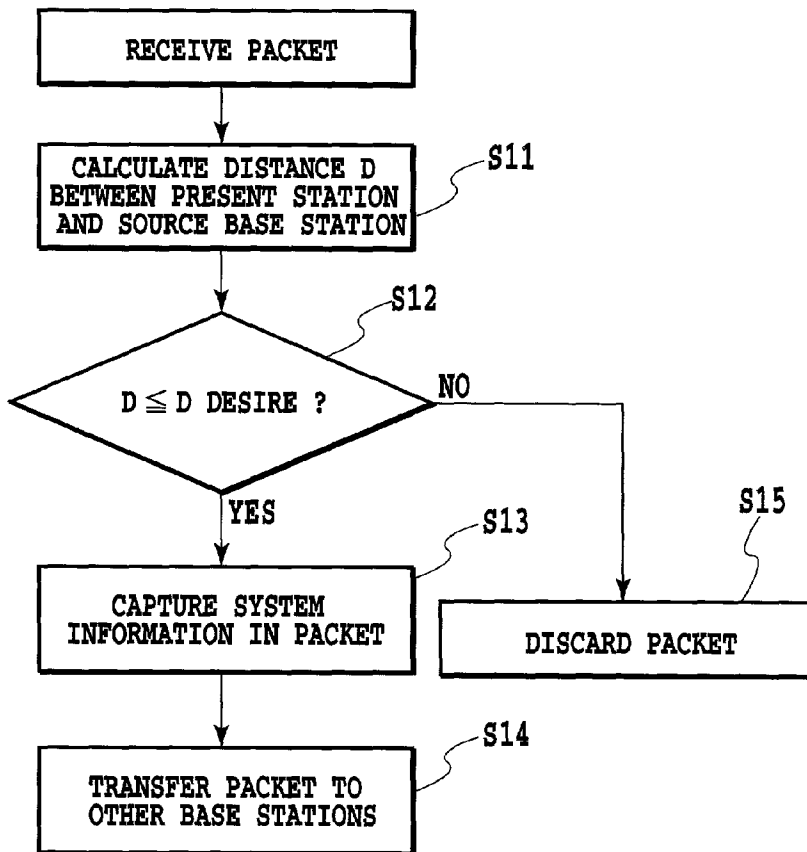 RECEIVE PACKET
S11
CALCULATE DISTANCE D
BETWEEN PRESENT STATION
AND SOURCE BASE STATION
S12
D ≦ D DESIRE ?
NO
YES
S13
S15
CAPTURE SYSTEM
INFORMATION IN PACKET
DISCARD PACKET
S14
TRANSFER PACKET TO
OTHER BASE STATIONS